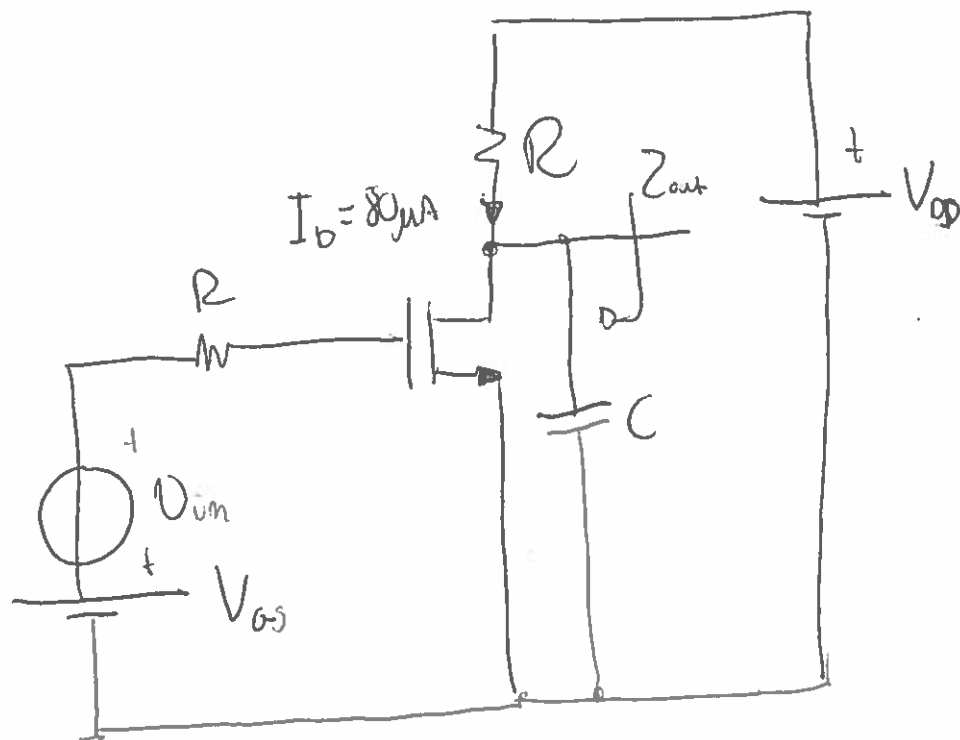 R
Zout
+
VDD
ID = 80μA
R
C
+
Vin
+
VGS